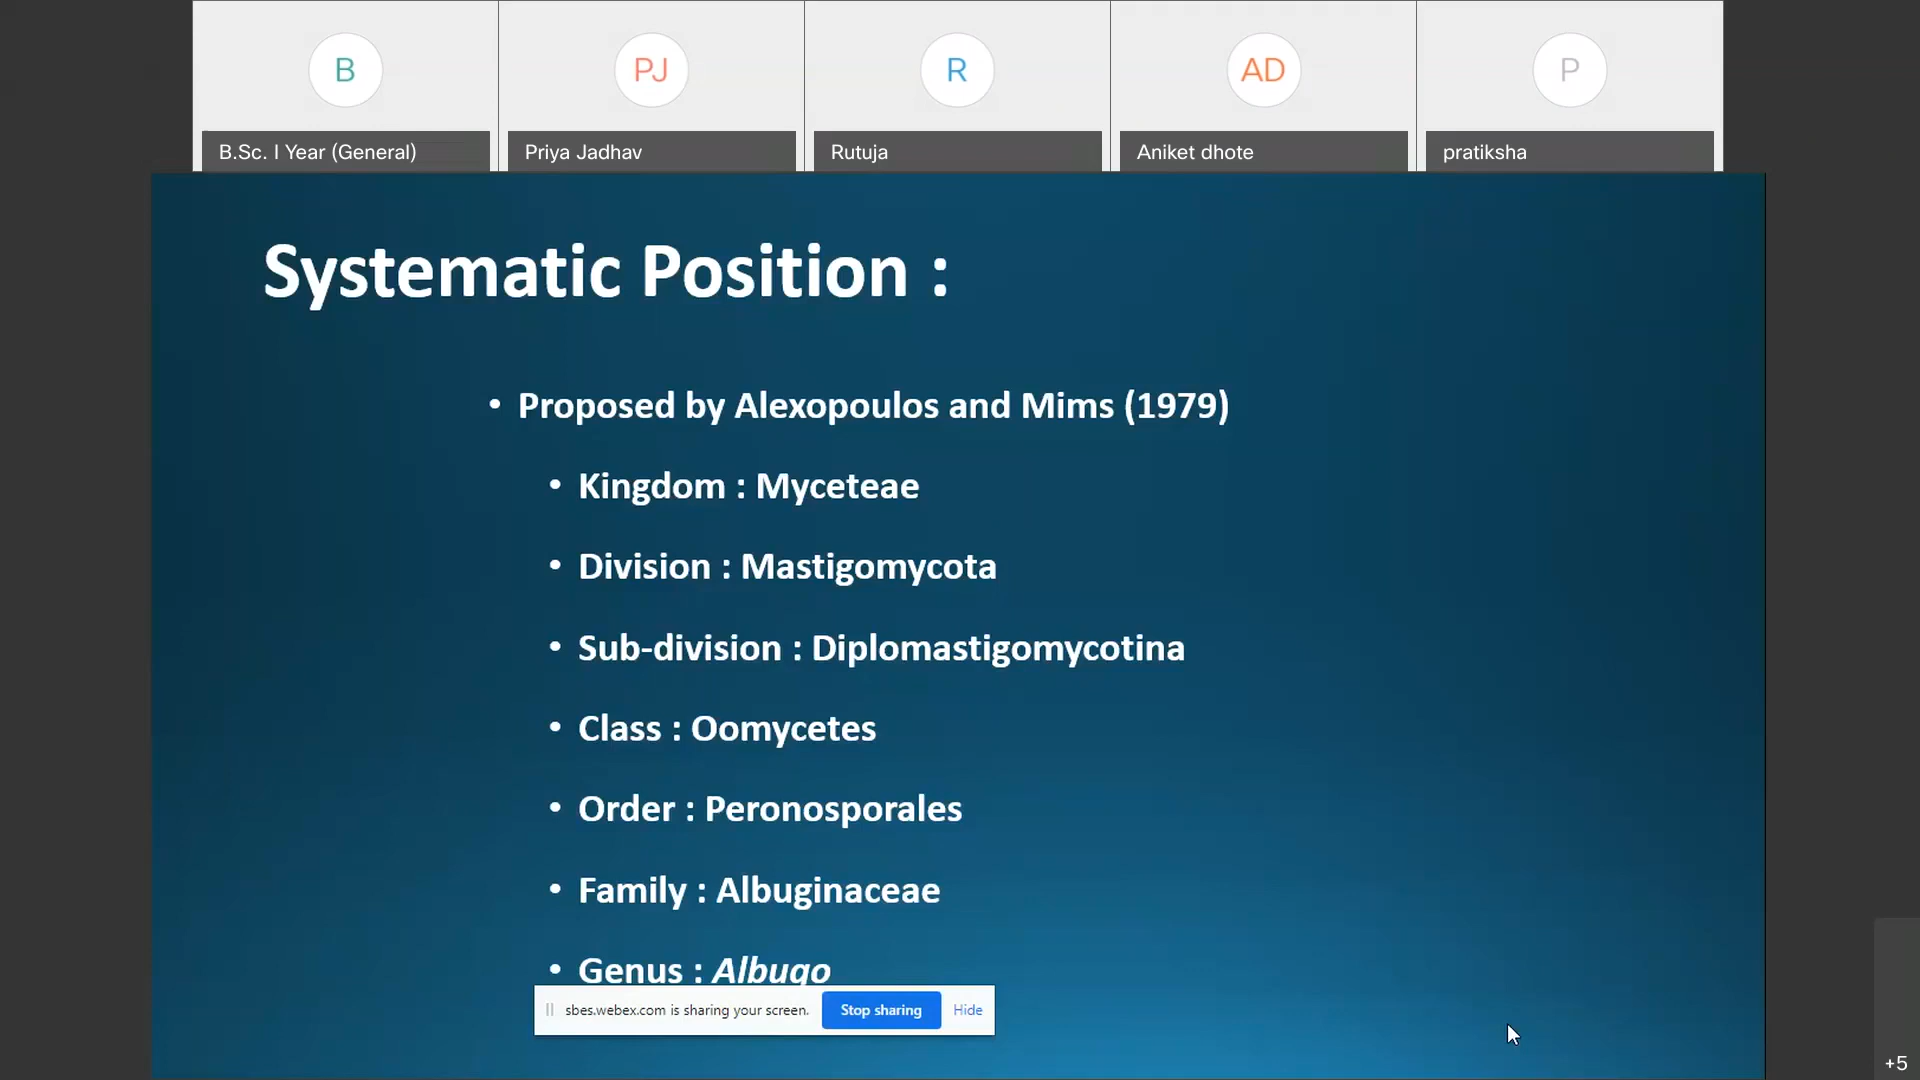 B
PJ
R
AD
P
B.Sc. I Year (General)
Priya Jadhav
Rutuja
Aniket dhote
pratiksha
Systematic Position :
• Proposed by Alexopoulos and Mims (1979)
• Kingdom : Myceteae
• Division : Mastigomycota
• Sub-division : Diplomastigomycotina
• Class : Oomycetes
• Order : Peronosporales
• Family : Albuginaceae
• Genus : Albugo
sbes.webex.com is sharing your screen.
Stop sharing
Hide
+5